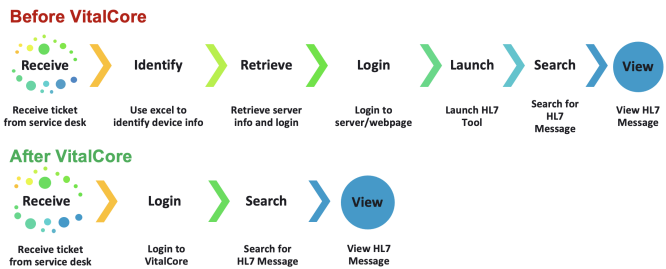 Before VitalCore
Receive
Identify
Retrieve
Login
Launch
Search
View
Receive ticket
from service desk
Use excel to
identify device info
Retrieve server
info and login
Login to
server/webpage
Launch HL7
Tool
Search for
HL7
Message
View HL7
Message
After VitalCore
Receive
Login
Search
View
Receive ticket
from service desk
Login to
VitalCore
Search for
HL7 Message
View HL7
Message